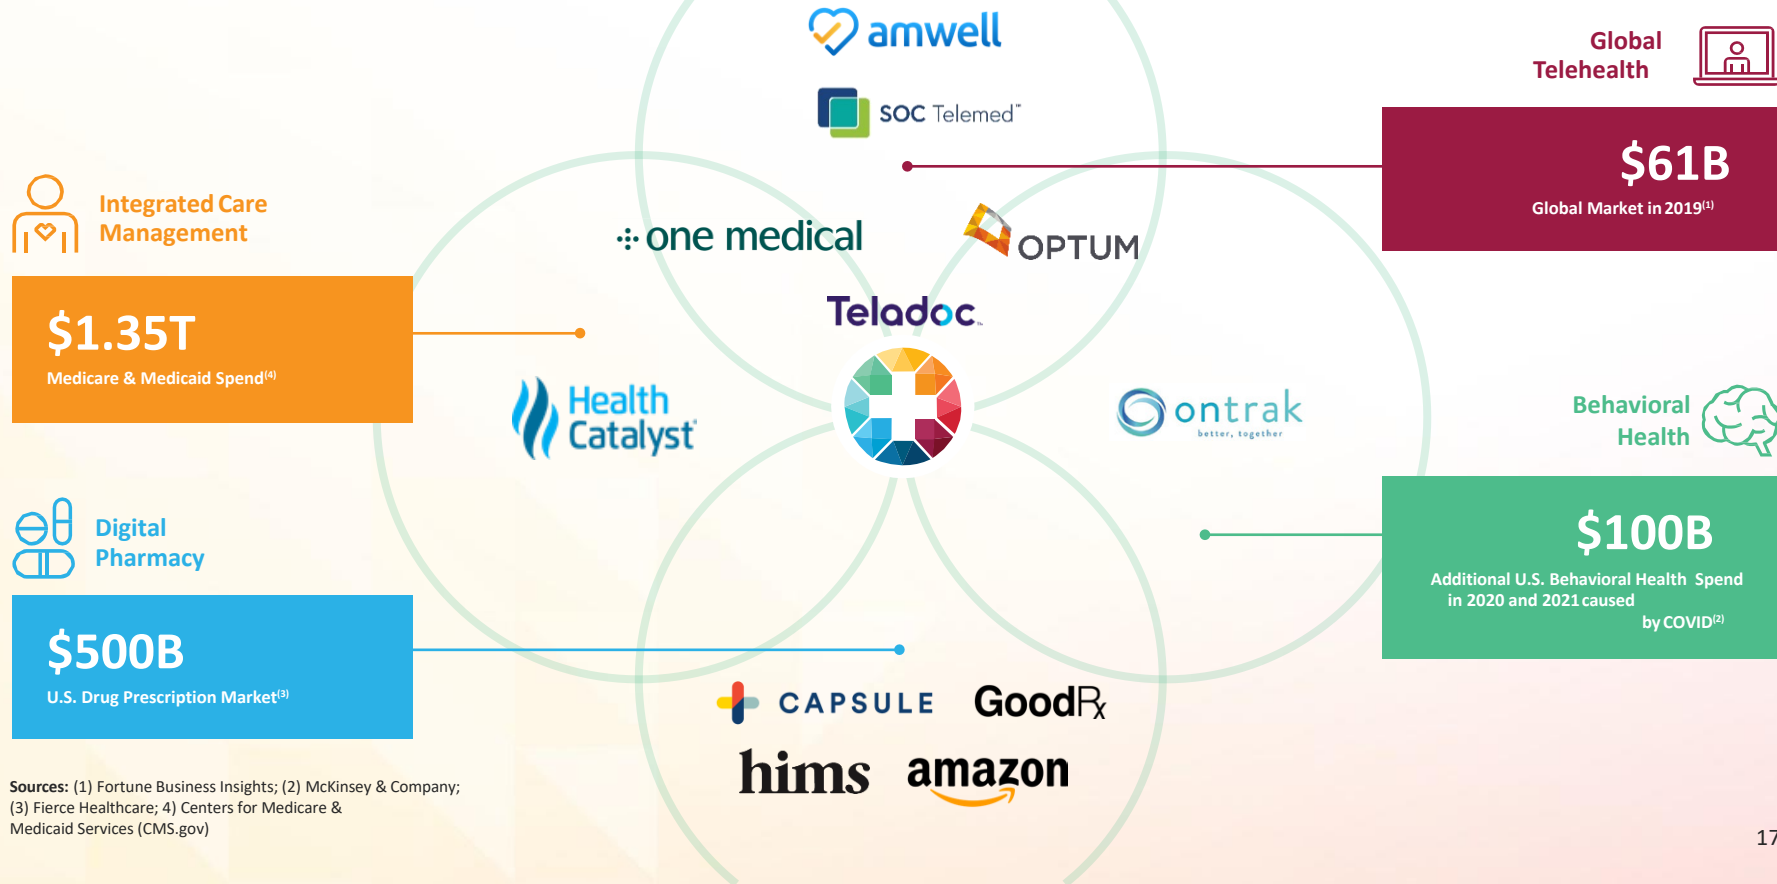 amwell
SOC Telemed™
Global
Telehealth
$61B
Global Market in 2019(1)
Integrated Care
Management
$1.35T
Medicare & Medicaid Spend(4)
one medical
OPTUM
Teladoc™
Health
Catalyst
ontrak
better, together
Behavioral
Health
$100B
Additional U.S. Behavioral Health Spend
in 2020 and 2021 caused
by COVID(2)
Digital
Pharmacy
$500B
U.S. Drug Prescription Market(3)
CAPSULE
GoodRx
hims
amazon
Sources: (1) Fortune Business Insights; (2) McKinsey & Company;
(3) Fierce Healthcare; 4) Centers for Medicare &
Medicaid Services (CMS.gov)
17